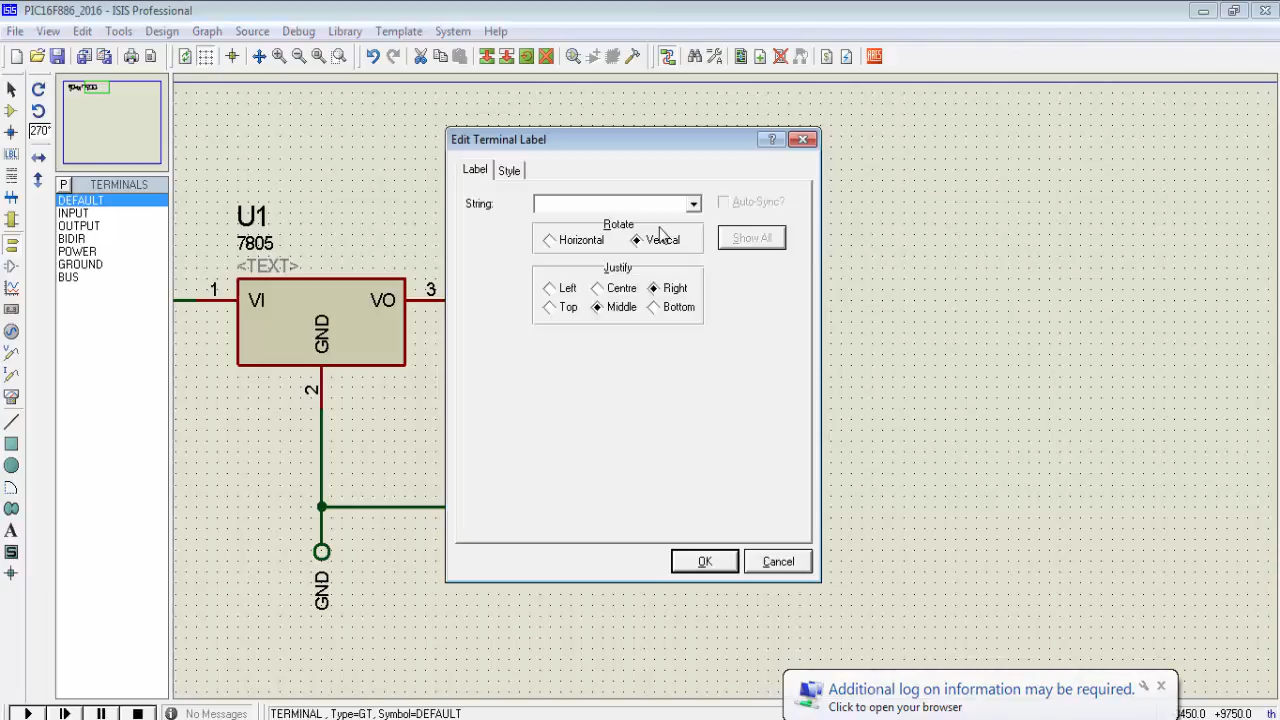 PIC16F886_2016 - ISIS Professional
File View Edit Tools Design Graph Source Debug Library Template System Help
270°
LBL
ARES
P TERMINALS
DEFAULT
INPUT
OUTPUT
BIDIR
POWER
GROUND
BUS
U1
7805
<TEXT>
1
VI
VO
3
GND
2
GND
Edit Terminal Label
Label Style
String:
Auto-Sync?
Rotate
Horizontal Vertical
Show All
Justify
Left Centre Right
Top Middle Bottom
OK Cancel
Additional log on information may be required.
Click to open your browser
No Messages
TERMINAL , Type=GT, Symbol=DEFAULT
+9750.0 th